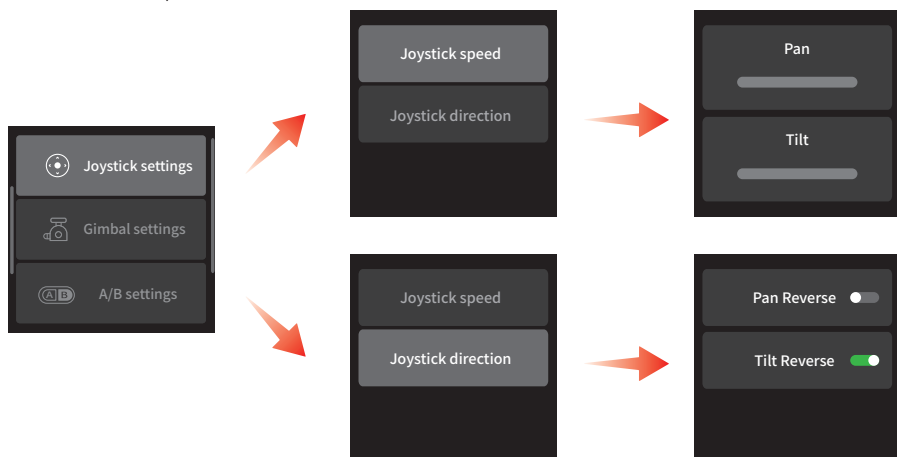 Joystick settings
Gimbal settings
A B
A/B settings
Joystick speed
Joystick direction
Pan
Tilt
Joystick speed
Joystick direction
Pan Reverse
Tilt Reverse